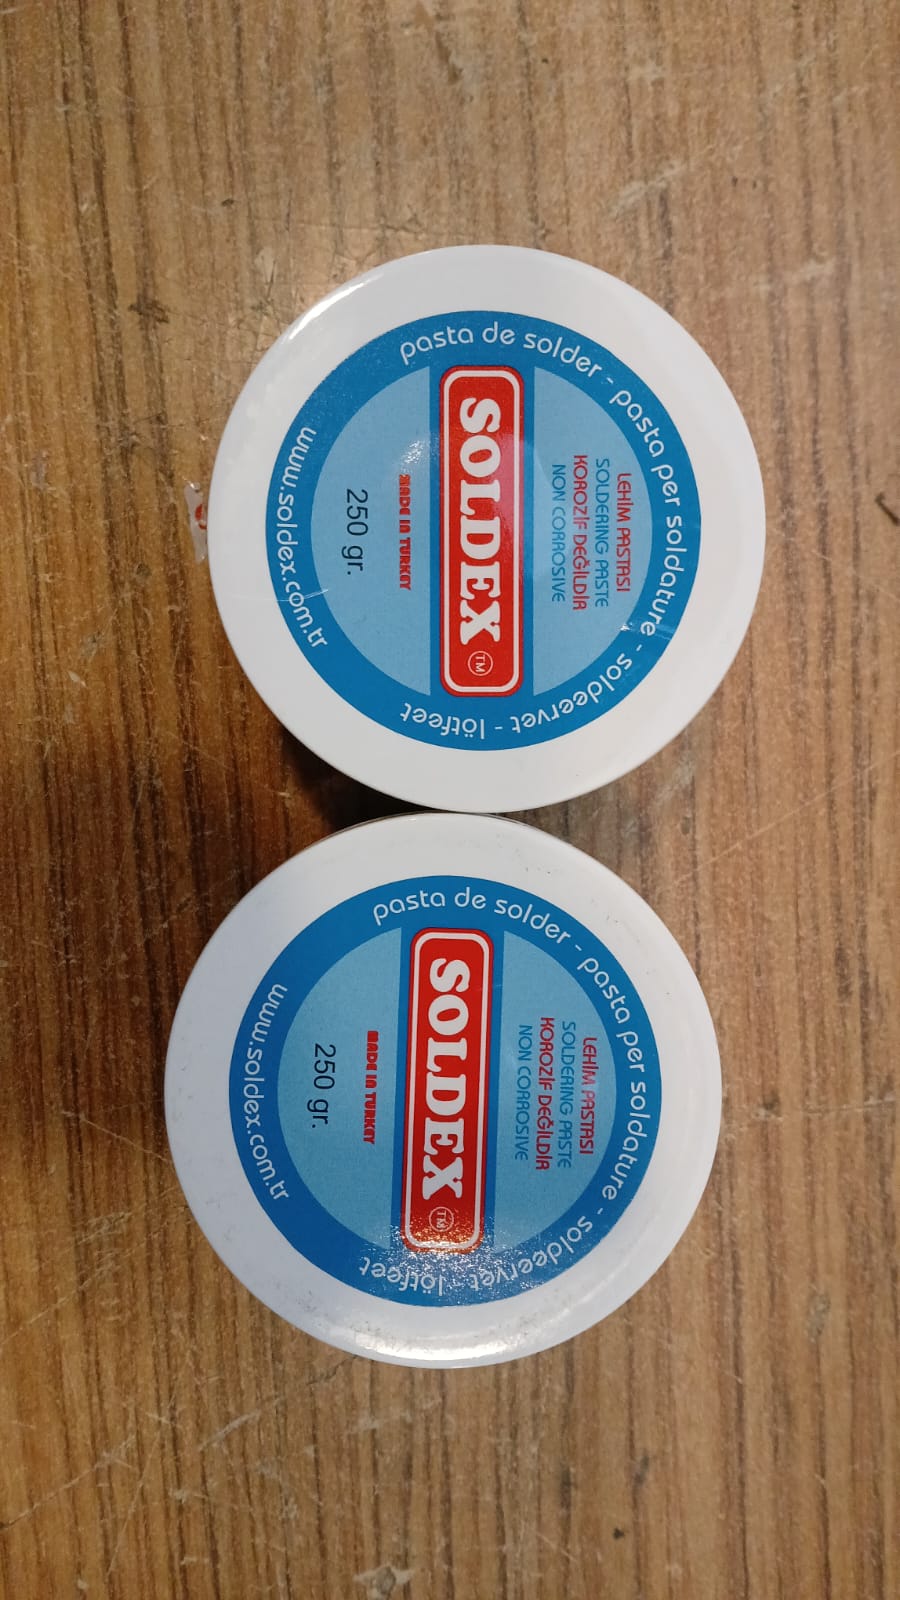 pasta de solder - pasta per soldature - soldeervet - lötfeet
LEHİM PASTASI
SOLDERING PASTE
KOROZİF DEĞİLDİR
NON CORROSIVE
SOLDEX TM
MADE IN TURKEY
250 gr.
www.soldex.com.tr
pasta de solder - pasta per soldature - soldeervet - lötfeet
LEHİM PASTASI
SOLDERING PASTE
KOROZİF DEĞİLDİR
NON CORROSIVE
SOLDEX TM
MADE IN TURKEY
250 gr.
www.soldex.com.tr